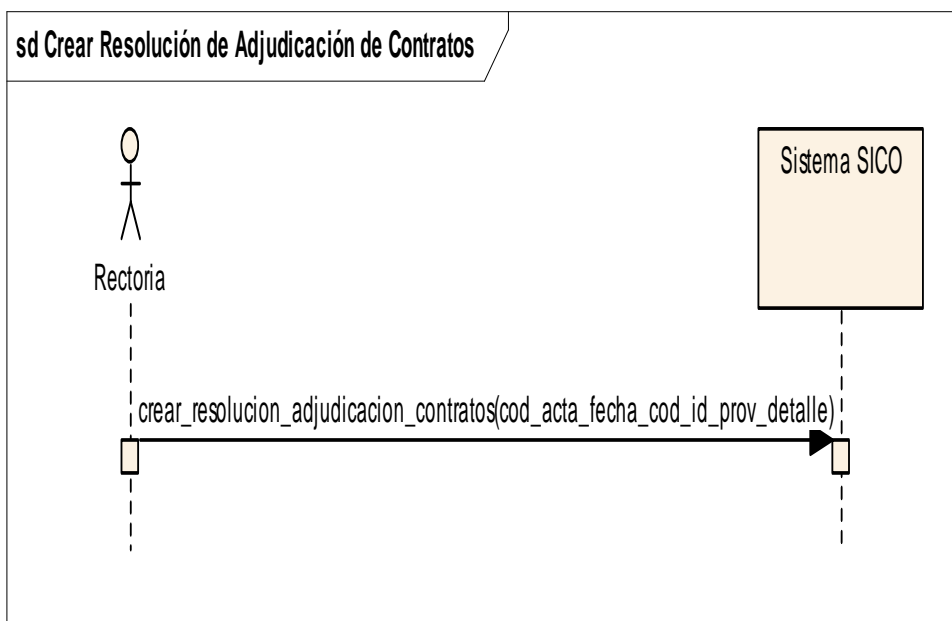 sd Crear Resolución de Adjudicación de Contratos
Sistema SICO
Rectoria
crear_resolucion_adjudicacion_contratos(cod_acta_fecha_cod_id_prov_detalle)